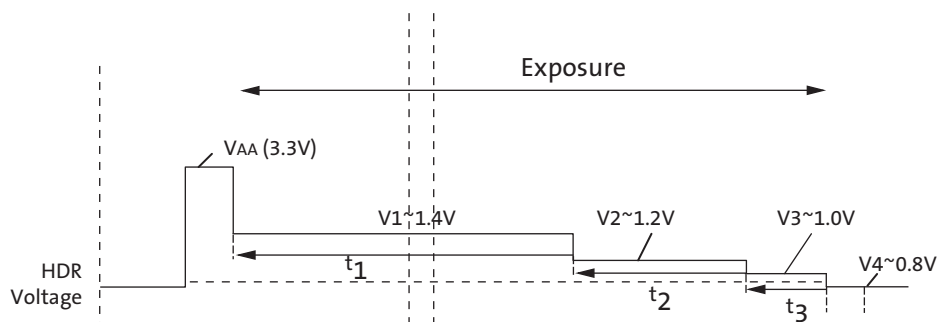 Exposure
VAA (3.3V)
V1~1.4V
V2~1.2V
V3~1.0V
t1
HDR
Voltage
V4~0.8V
t2
t3